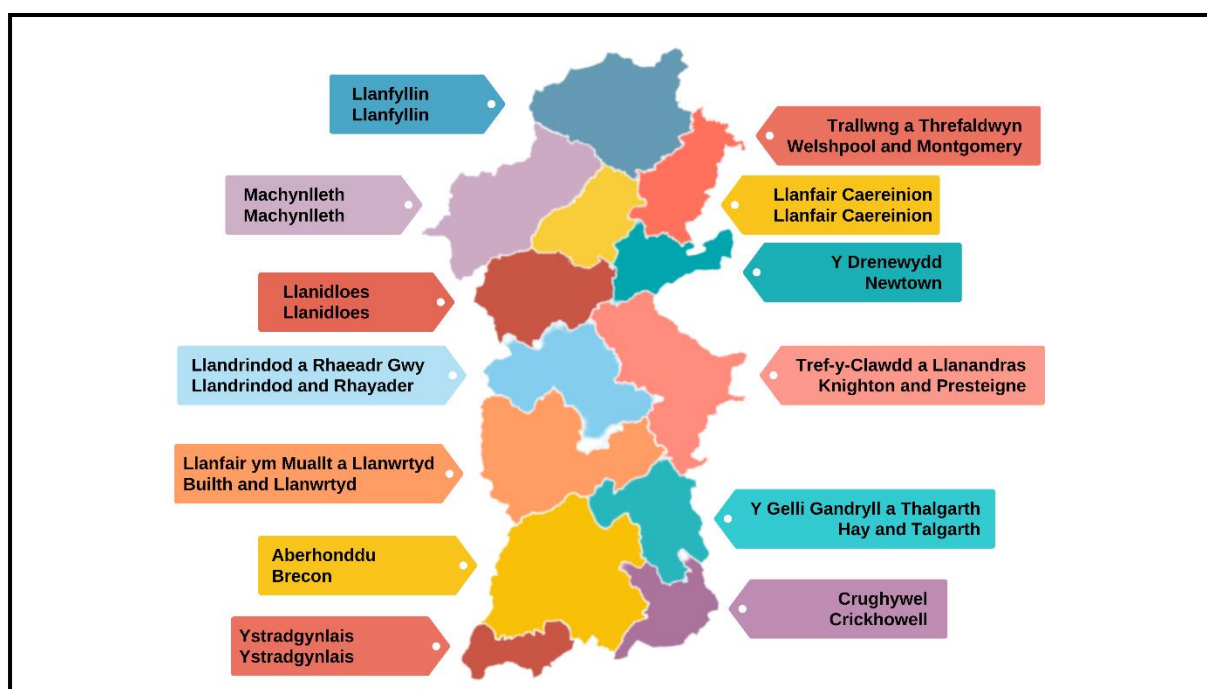 Llanfyllin
Llanfyllin
Trallwng a Threfaldwyn
Welshpool and Montgomery
Machynlleth
Machynlleth
Llanfair Caereinion
Llanfair Caereinion
Y Drenewydd
Newtown
Llanidloes
Llanidloes
Llandrindod a Rhaeadr Gwy
Llandrindod and Rhayader
Tref-y-Clawdd a Llanandras
Knighton and Presteigne
Llanfair ym Muallt a Llanwrtyd
Builth and Llanwrtyd
Y Gelli Gandryll a Thalgarth
Hay and Talgarth
Aberhonddu
Brecon
Crughywel
Crickhowell
Ystradgynlais
Ystradgynlais